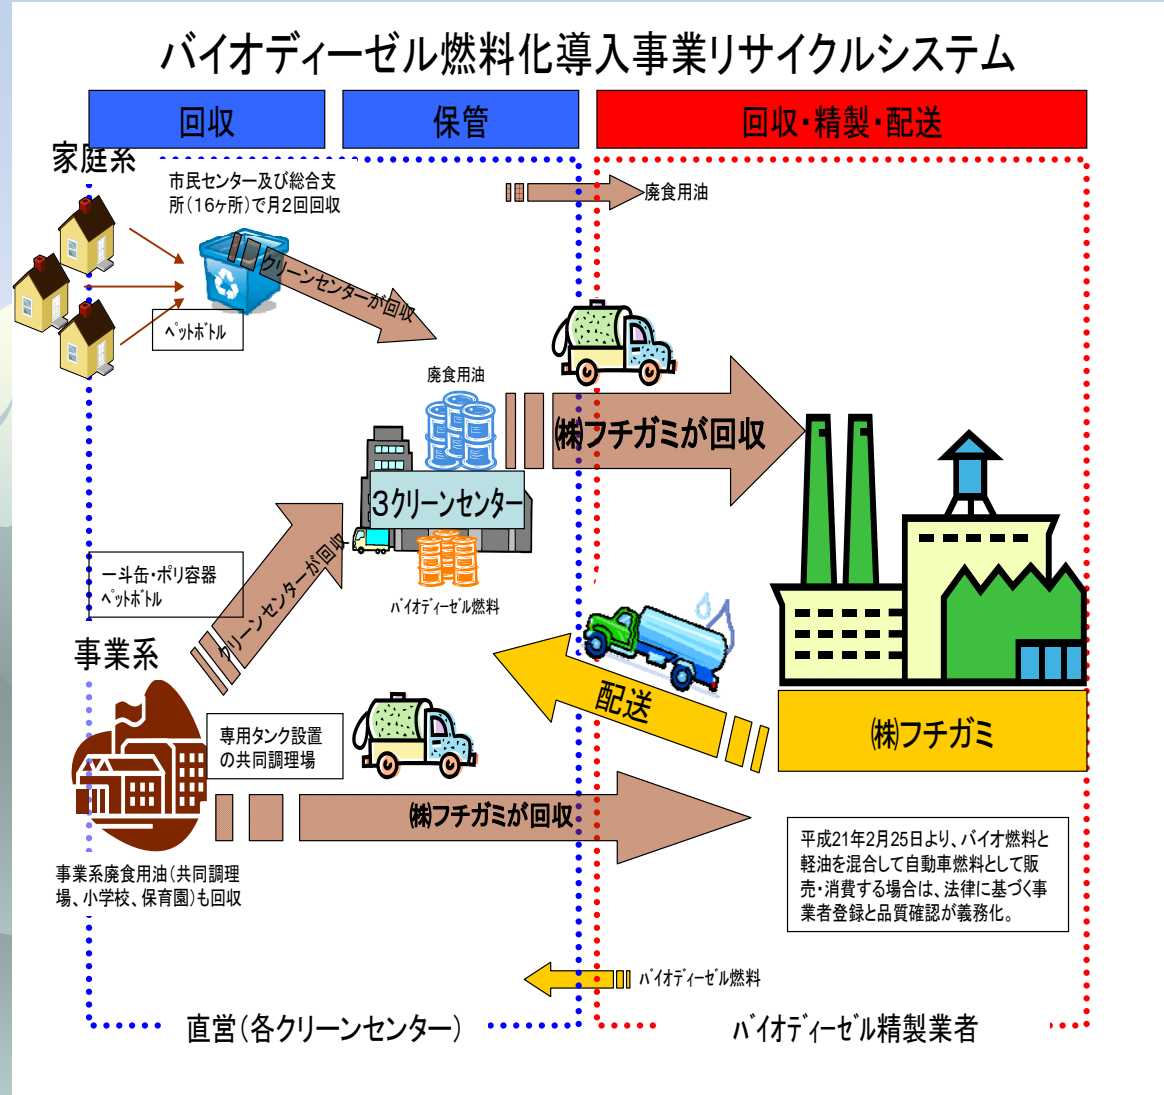 バイオディーゼル燃料化導入事業リサイクルシステム
回収
保管
回収・精製・配送
家庭系
市民センター及び総合支
所（16ヶ所）で月2回回収
廃食用油
クリーンセンターが回収
ペットボトル
廃食用油
㈱フチガミが回収
3クリーンセンター
クリーンセンターが回収
一斗缶・ポリ容器
ペットボトル
バイオディーゼル燃料
事業系
配送
専用タンク設置
の共同調理場
㈱フチガミ
㈱フチガミが回収
平成21年2月25日より、バイオ燃料と
軽油を混合して自動車燃料として販
売・消費する場合は、法律に基づく事
業者登録と品質確認が義務化。
事業系廃食用油（共同調理
場、小学校、保育園）も回収
バイオディーゼル燃料
直営（各クリーンセンター）
バイオディーゼル精製業者